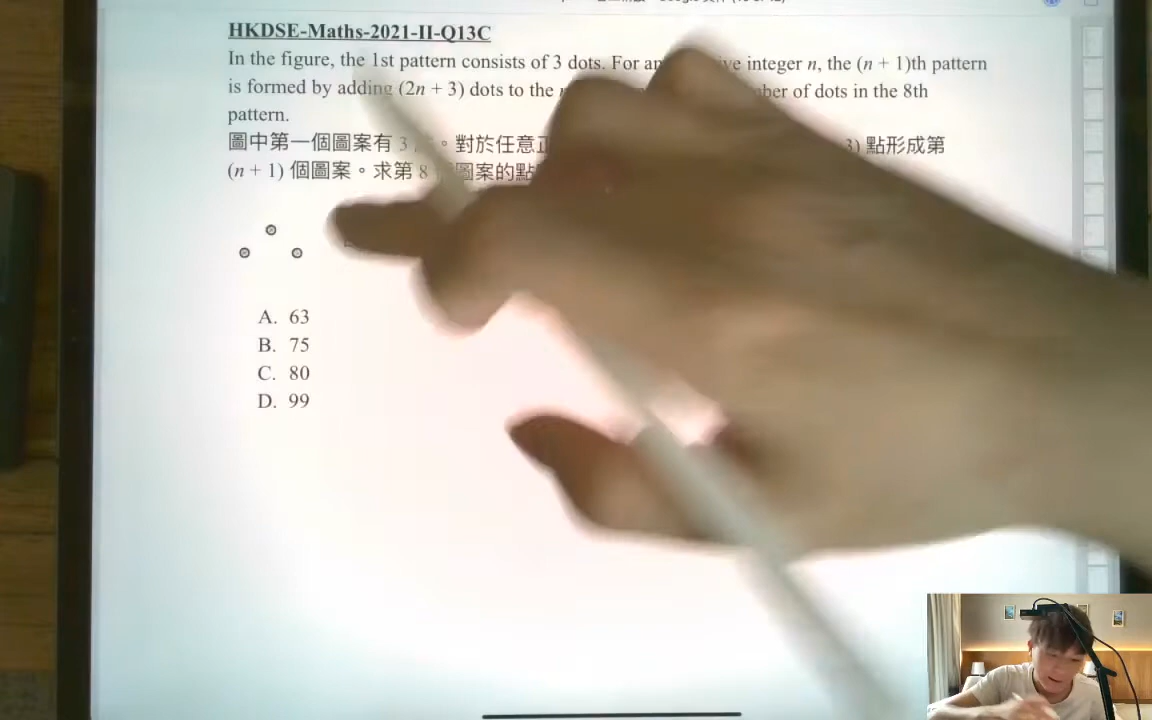 HKDSE-Maths-2021-II-Q13C
In the figure, the 1st pattern consists of 3 dots. For integer n, the (n + 1)th pattern
is formed by adding (2n + 3) dots to the of dots in the 8th
pattern.
圖中第一個圖案有 3 。對於任意 3) 點形成第
(n + 1) 個圖案。求第 8 圖案的點
A. 63
B. 75
C. 80
D. 99